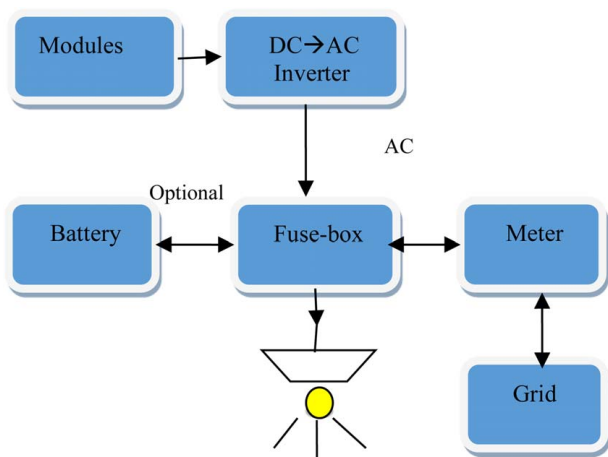 Modules
DC→AC
Inverter
AC
Optional
Battery
Fuse-box
Meter
Grid